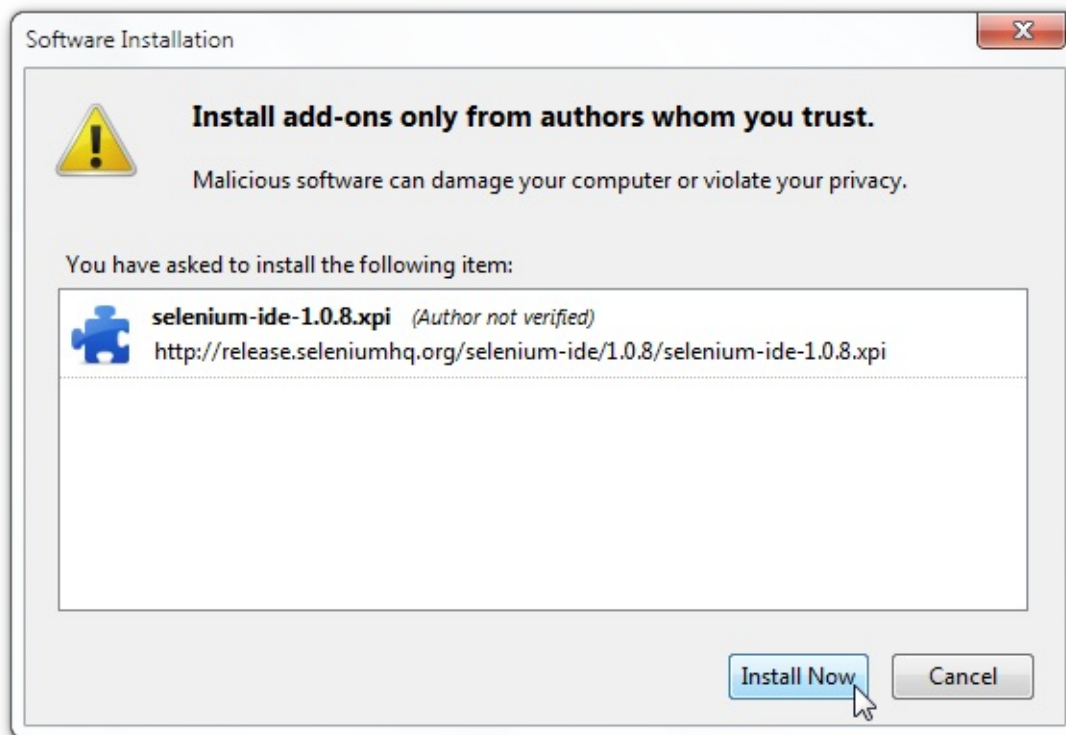 Software Installation
Install add-ons only from authors whom you trust.
Malicious software can damage your computer or violate your privacy.
You have asked to install the following item:
selenium-ide-1.0.8.xpi (Author not verified)
http://release.seleniumhq.org/selenium-ide/1.0.8/selenium-ide-1.0.8.xpi
Install Now Cancel